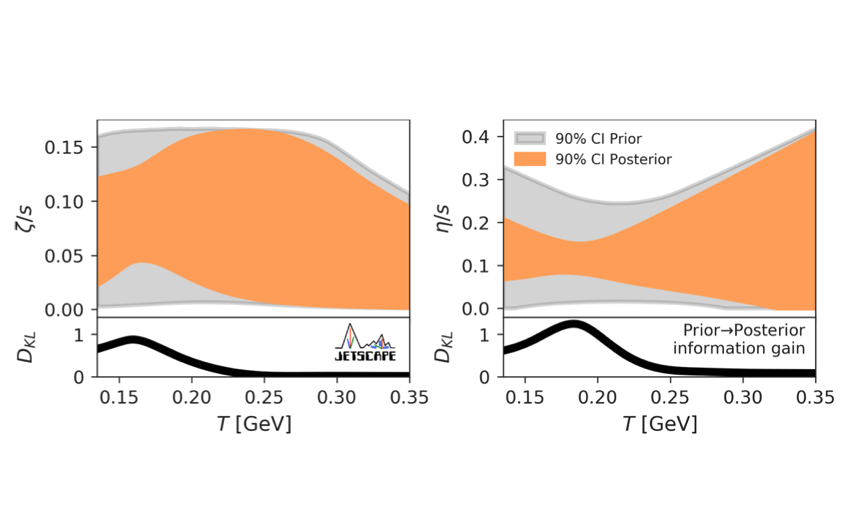 0.15
0.10
0.05
0.00
ζ/s
1
0
D_KL
JETSCAPE
0.15 0.20 0.25 0.30 0.35
T [GeV]
0.4
0.3
0.2
0.1
0.0
η/s
90% CI Prior
90% CI Posterior
1
0
D_KL
Prior→Posterior
information gain
0.15 0.20 0.25 0.30 0.35
T [GeV]